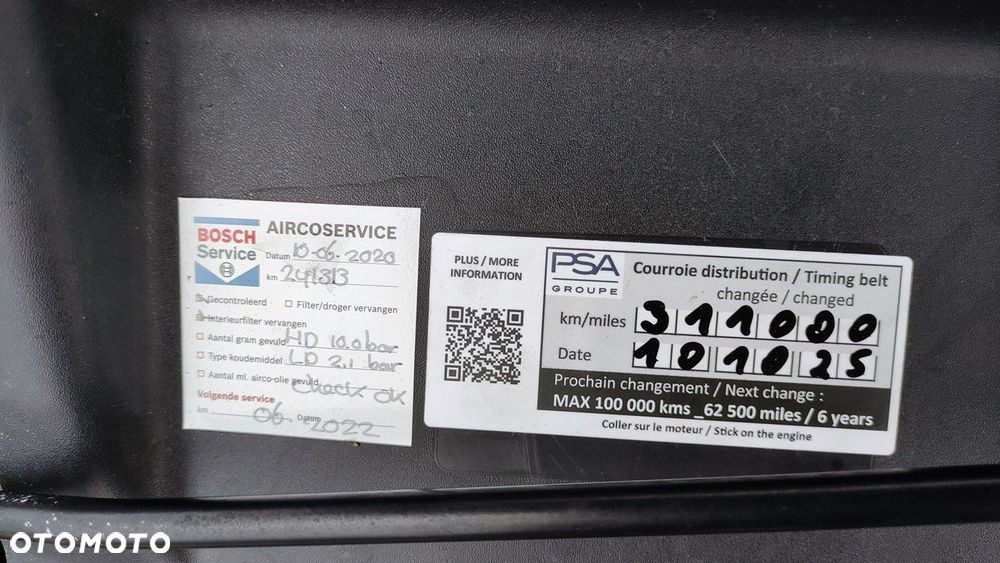 BOSCH
Service
AIRCOSERVICE
Datum 10-06-2020
km 241313
Gecontroleerd
Filter/droger vervangen
Interieurfilter vervangen
Aantal gram gevuld HD 10.0 bar
Type koudemiddel LD 2.1 bar
Aantal ml. airco-olie gevuld check ok
Volgende service
km Datum
06 2022
PLUS / MORE
INFORMATION
PSA
GROUPE
Courroie distribution / Timing belt
changée / changed
km/miles 311000
Date 101025
Prochain changement / Next change :
MAX 100 000 kms _62 500 miles / 6 years
Coller sur le moteur / Stick on the engine
OTOMOTO